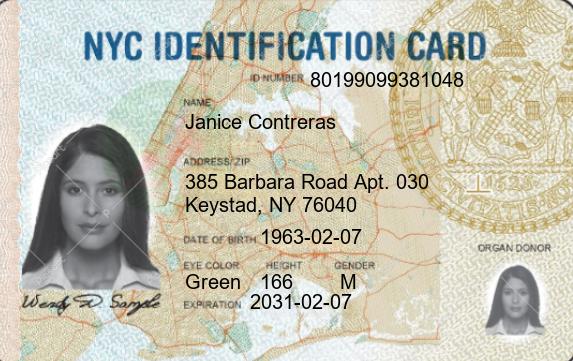 NYC IDENTIFICATION CARD
ID NUMBER 80199099381048
NAME
Janice Contreras
ADDRESS/ZIP
385 Barbara Road Apt. 030
Keystad, NY 76040
DATE OF BIRTH 1963-02-07
ORGAN DONOR
EYE COLOR HEIGHT GENDER
Green 166 M
Wendy D Sample
EXPIRATION 2031-02-07